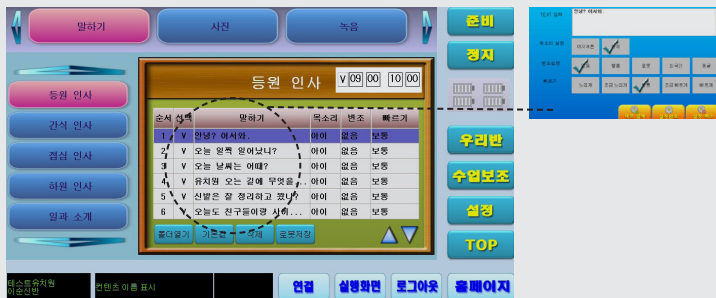 말하기
사진
녹음
준비
정지
등원 인사
간식 인사
점심 인사
하원 인사
일과 소개
등원 인사
V 09 00 10 00
순서 선택 말하기 목소리 변조 빠르기
1 V 안녕? 어서와. 아이 없음 보통
2 V 오늘 일찍 일어났니? 아이 없음 보통
3 V 오늘 날씨는 어때? 아이 없음 보통
4 V 유치원 오는 길에 무엇을 ... 아이 없음 보통
5 V 신발은 잘 정리하고 왔니? 아이 없음 보통
6 V 오늘도 친구들이랑 사이... 아이 없음 보통
폴더열기 기본값 삭제 로봇저장
우리반
수업보조
설정
TOP
테스트유치원
이순신반
컨텐츠 이름 표시
연결
실행화면
로그아웃
홈페이지
안녕? 어서와.